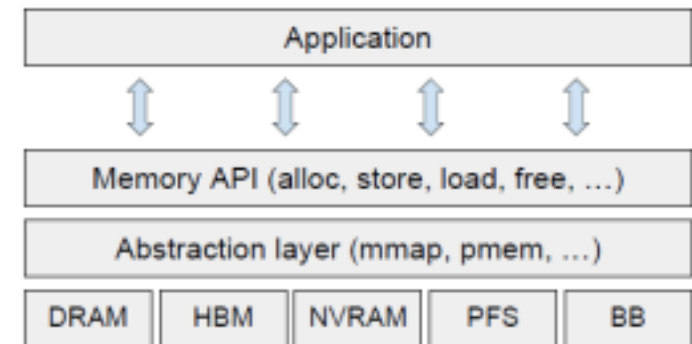 Application
Memory API (alloc, store, load, free, …)
Abstraction layer (mmap, pmem, …)
DRAM HBM NVRAM PFS BB